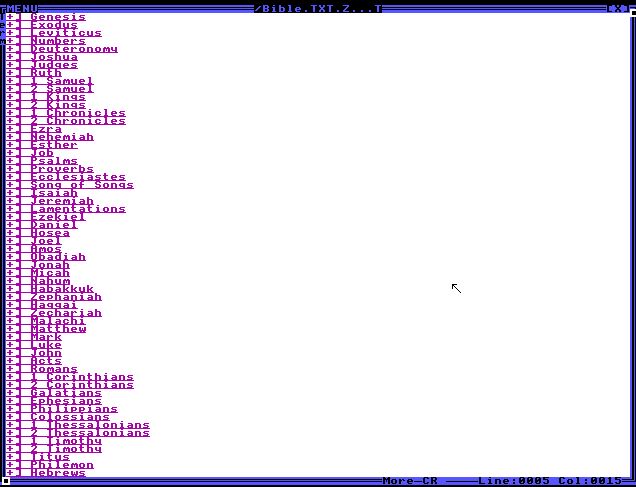 MENU /Bible.TXT.Z...T EXI
+] Genesis
+] Exodus
+] Leviticus
+] Numbers
+] Deuteronomy
+] Joshua
+] Judges
+] Ruth
+] 1 Samuel
+] 2 Samuel
+] 1 Kings
+] 2 Kings
+] 1 Chronicles
+] 2 Chronicles
+] Ezra
+] Nehemiah
+] Esther
+] Job
+] Psalms
+] Proverbs
+] Ecclesiastes
+] Song of Songs
+] Isaiah
+] Jeremiah
+] Lamentations
+] Ezekiel
+] Daniel
+] Hosea
+] Joel
+] Amos
+] Obadiah
+] Jonah
+] Micah
+] Nahum
+] Habakkuk
+] Zephaniah
+] Haggai
+] Zechariah
+] Malachi
+] Matthew
+] Mark
+] Luke
+] John
+] Acts
+] Romans
+] 1 Corinthians
+] 2 Corinthians
+] Galatians
+] Ephesians
+] Philippians
+] Colossians
+] 1 Thessalonians
+] 2 Thessalonians
+] 1 Timothy
+] 2 Timothy
+] Titus
+] Philemon
+] Hebrews
More—CR Line:0005 Col:0015